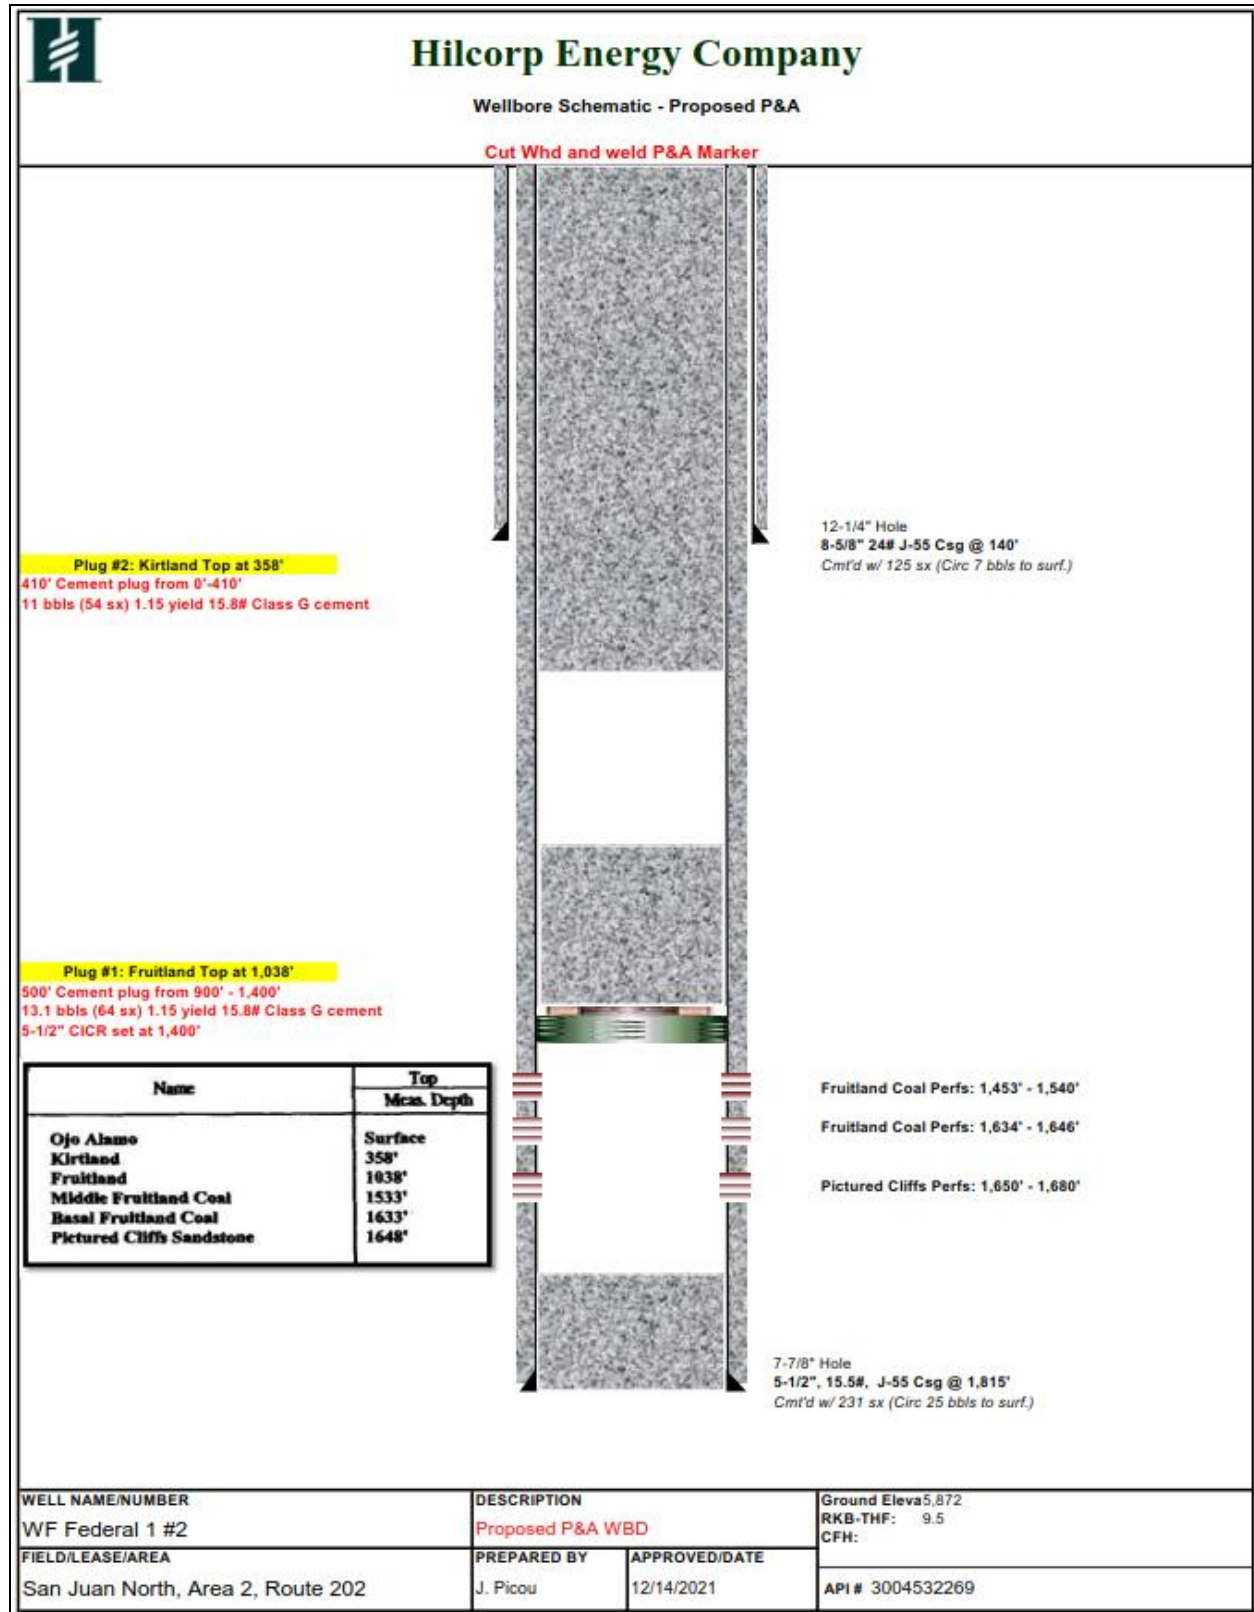 Hilcorp Energy Company
Wellbore Schematic - Proposed P&A
Cut Whd and weld P&A Marker
12-1/4" Hole
8-5/8" 24# J-55 Csg @ 140'
Cmt'd w/ 125 sx (Circ 7 bbls to surf.)
Plug #2: Kirtland Top at 358'
410' Cement plug from 0'-410'
11 bbls (54 sx) 1.15 yield 15.8# Class G cement
Plug #1: Fruitland Top at 1,038'
500' Cement plug from 900' - 1,400'
13.1 bbls (64 sx) 1.15 yield 15.8# Class G cement
5-1/2" CICR set at 1,400'
Name Top
Meas. Depth
Ojo Alamo Surface
Kirtland 358'
Fruitland 1038'
Middle Fruitland Coal 1533'
Basal Fruitland Coal 1633'
Pictured Cliffs Sandstone 1648'
Fruitland Coal Perfs: 1,453' - 1,540'
Fruitland Coal Perfs: 1,634' - 1,646'
Pictured Cliffs Perfs: 1,650' - 1,680'
7-7/8" Hole
5-1/2", 15.5#, J-55 Csg @ 1,815'
Cmt'd w/ 231 sx (Circ 25 bbls to surf.)
WELL NAME/NUMBER
WF Federal 1 #2
DESCRIPTION
Proposed P&A WBD
Ground Eleva5,872
RKB-THF: 9.5
CFH:
FIELD/LEASE/AREA
San Juan North, Area 2, Route 202
PREPARED BY
J. Picou
APPROVED/DATE
12/14/2021
API # 3004532269